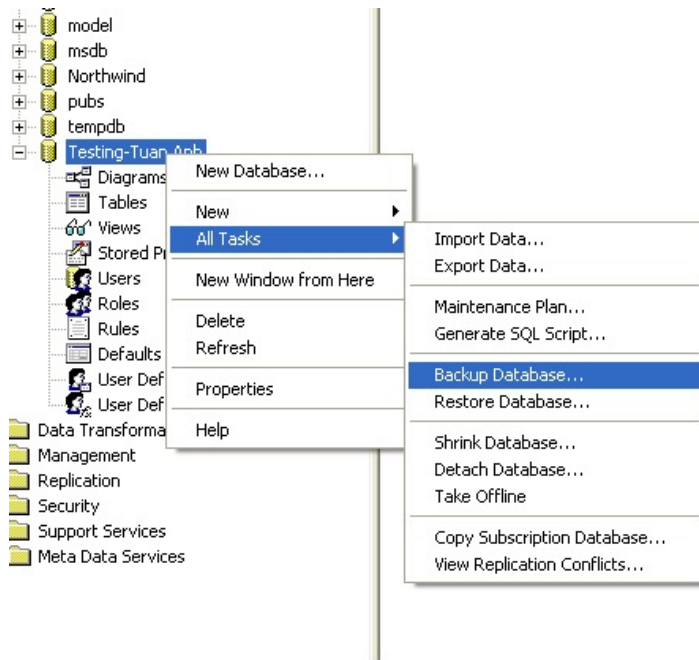 model
msdb
Northwind
pubs
tempdb
Testing-Tuan Anh
Diagrams
Tables
Views
Stored Pr
Users
Roles
Rules
Defaults
User Def
User Def
Data Transforma
Management
Replication
Security
Support Services
Meta Data Services
New Database...
New
All Tasks
New Window from Here
Delete
Refresh
Properties
Help
Import Data...
Export Data...
Maintenance Plan...
Generate SQL Script...
Backup Database...
Restore Database...
Shrink Database...
Detach Database...
Take Offline
Copy Subscription Database...
View Replication Conflicts...